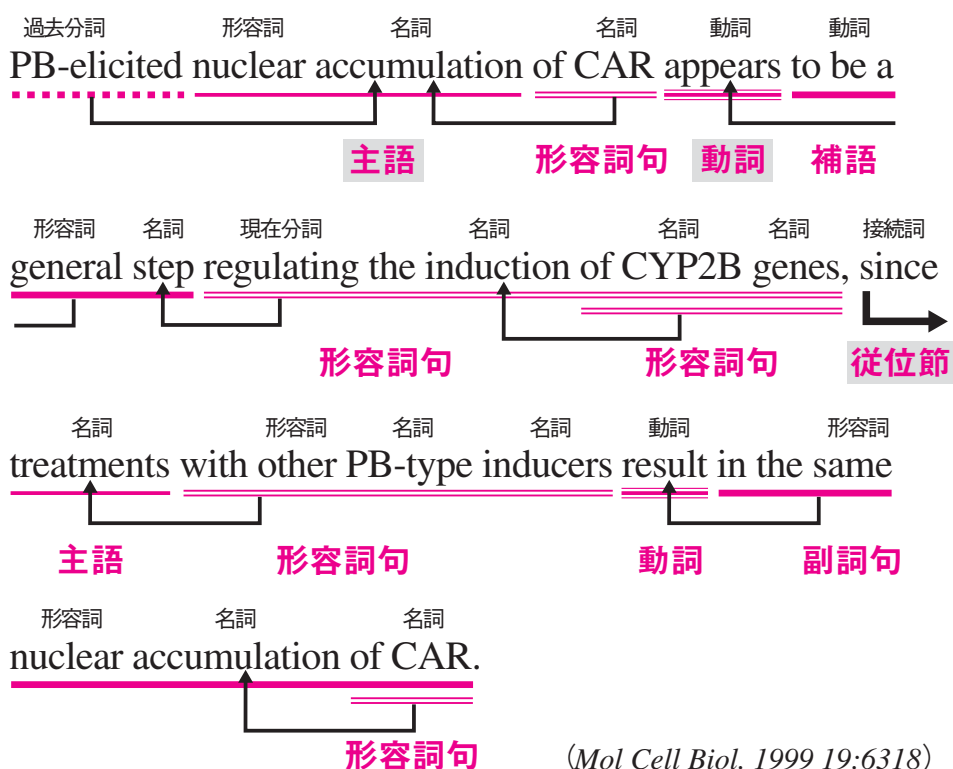 過去分詞 形容詞 名詞 名詞 動詞 動詞
PB-elicited nuclear accumulation of CAR appears to be a
主語 形容詞句 動詞 補語
形容詞 名詞 現在分詞 名詞 名詞 名詞 接続詞
general step regulating the induction of CYP2B genes, since
形容詞句 形容詞句 従位節
名詞 形容詞 名詞 名詞 動詞 形容詞
treatments with other PB-type inducers result in the same
主語 形容詞句 動詞 副詞句
形容詞 名詞 名詞
nuclear accumulation of CAR.
形容詞句 (Mol Cell Biol. 1999 19:6318)